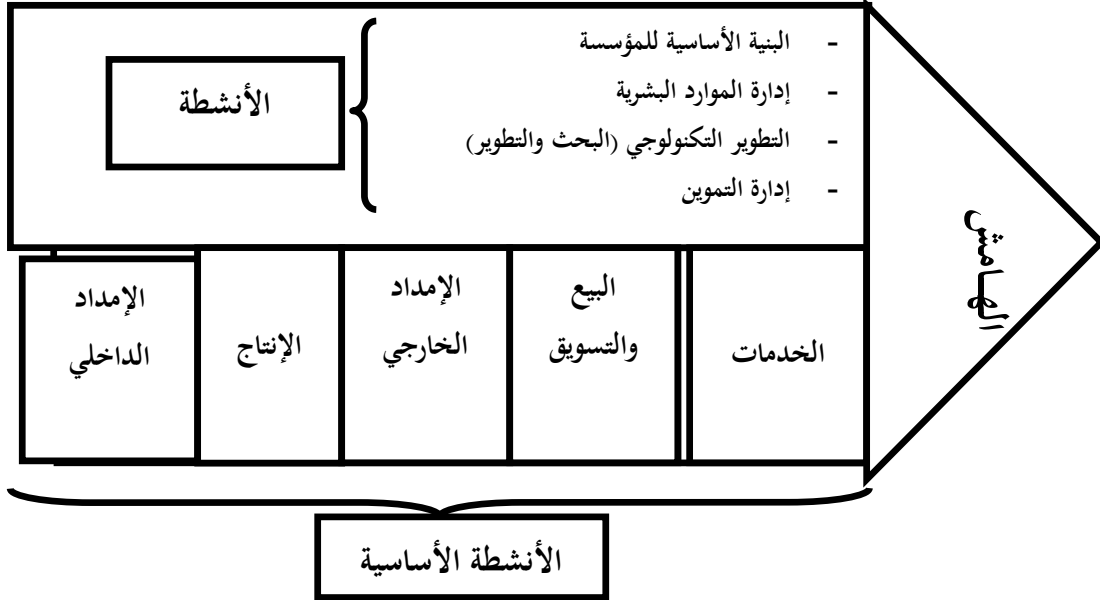 - البنية الأساسية للمؤسسة
- إدارة الموارد البشرية
- التطوير التكنولوجي (البحث والتطوير)
- إدارة التموين
الأنشطة
الهامش
الخدمات
البيع
والتسويق
الإمداد
الخارجي
الإنتاج
الإمداد
الداخلي
الأنشطة الأساسية